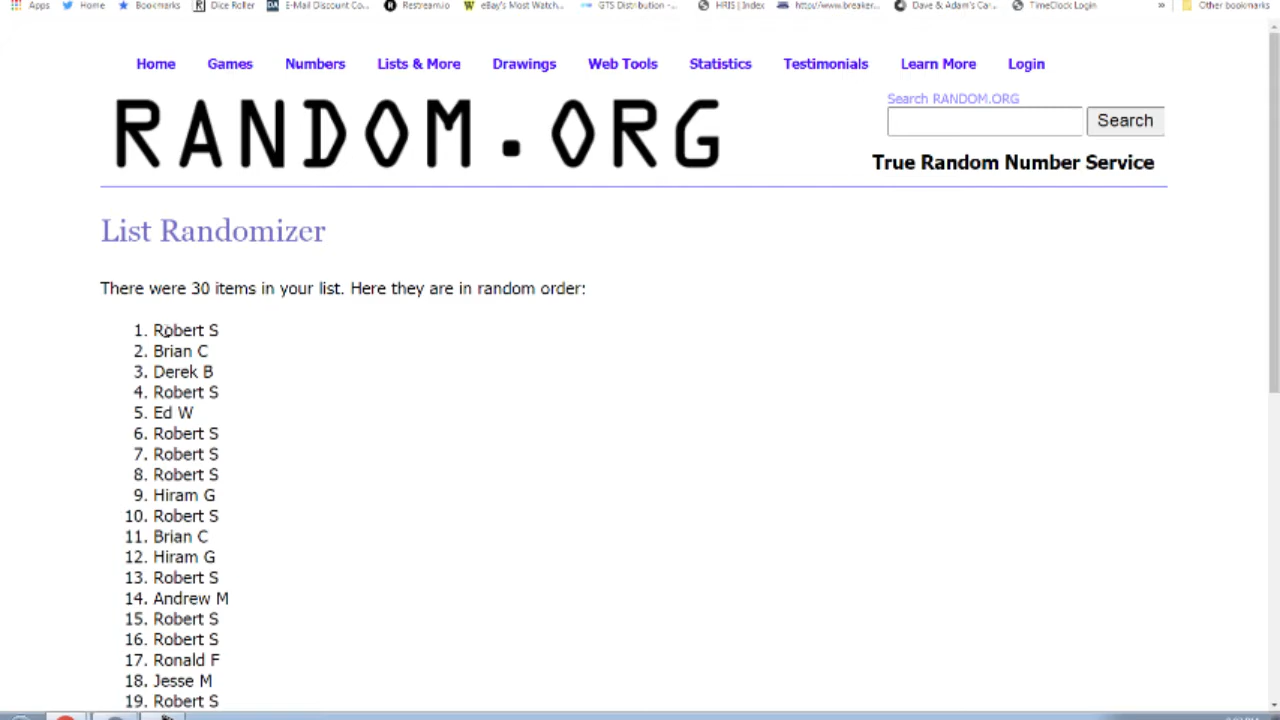 Apps Home Bookmarks Dice Roller E-Mail Discount Co... Restream.io eBay's Most Watch... GTS Distribution -... HRIS | Index http://www.breaker... Dave & Adam's Car... TimeClock Login » Other bookmarks
Home Games Numbers Lists & More Drawings Web Tools Statistics Testimonials Learn More Login
RANDOM.ORG
Search RANDOM.ORG
Search
True Random Number Service
List Randomizer
There were 30 items in your list. Here they are in random order:
1. Robert S
2. Brian C
3. Derek B
4. Robert S
5. Ed W
6. Robert S
7. Robert S
8. Robert S
9. Hiram G
10. Robert S
11. Brian C
12. Hiram G
13. Robert S
14. Andrew M
15. Robert S
16. Robert S
17. Ronald F
18. Jesse M
19. Robert S